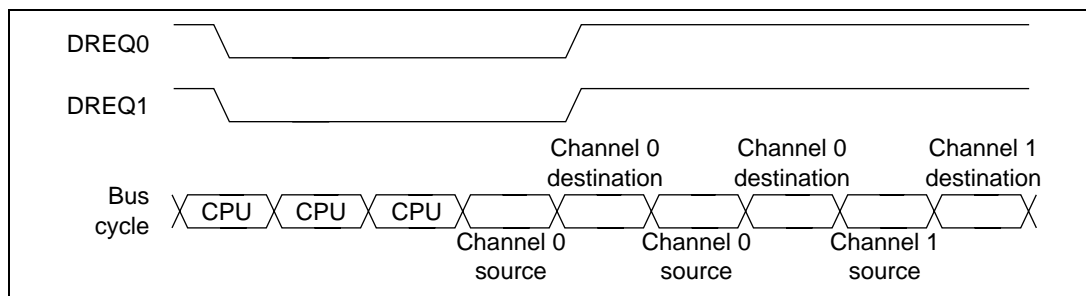 DREQ0
DREQ1
Channel 0
destination
Channel 0
destination
Channel 1
destination
Bus
cycle
CPU
CPU
CPU
Channel 0
source
Channel 0
source
Channel 1
source